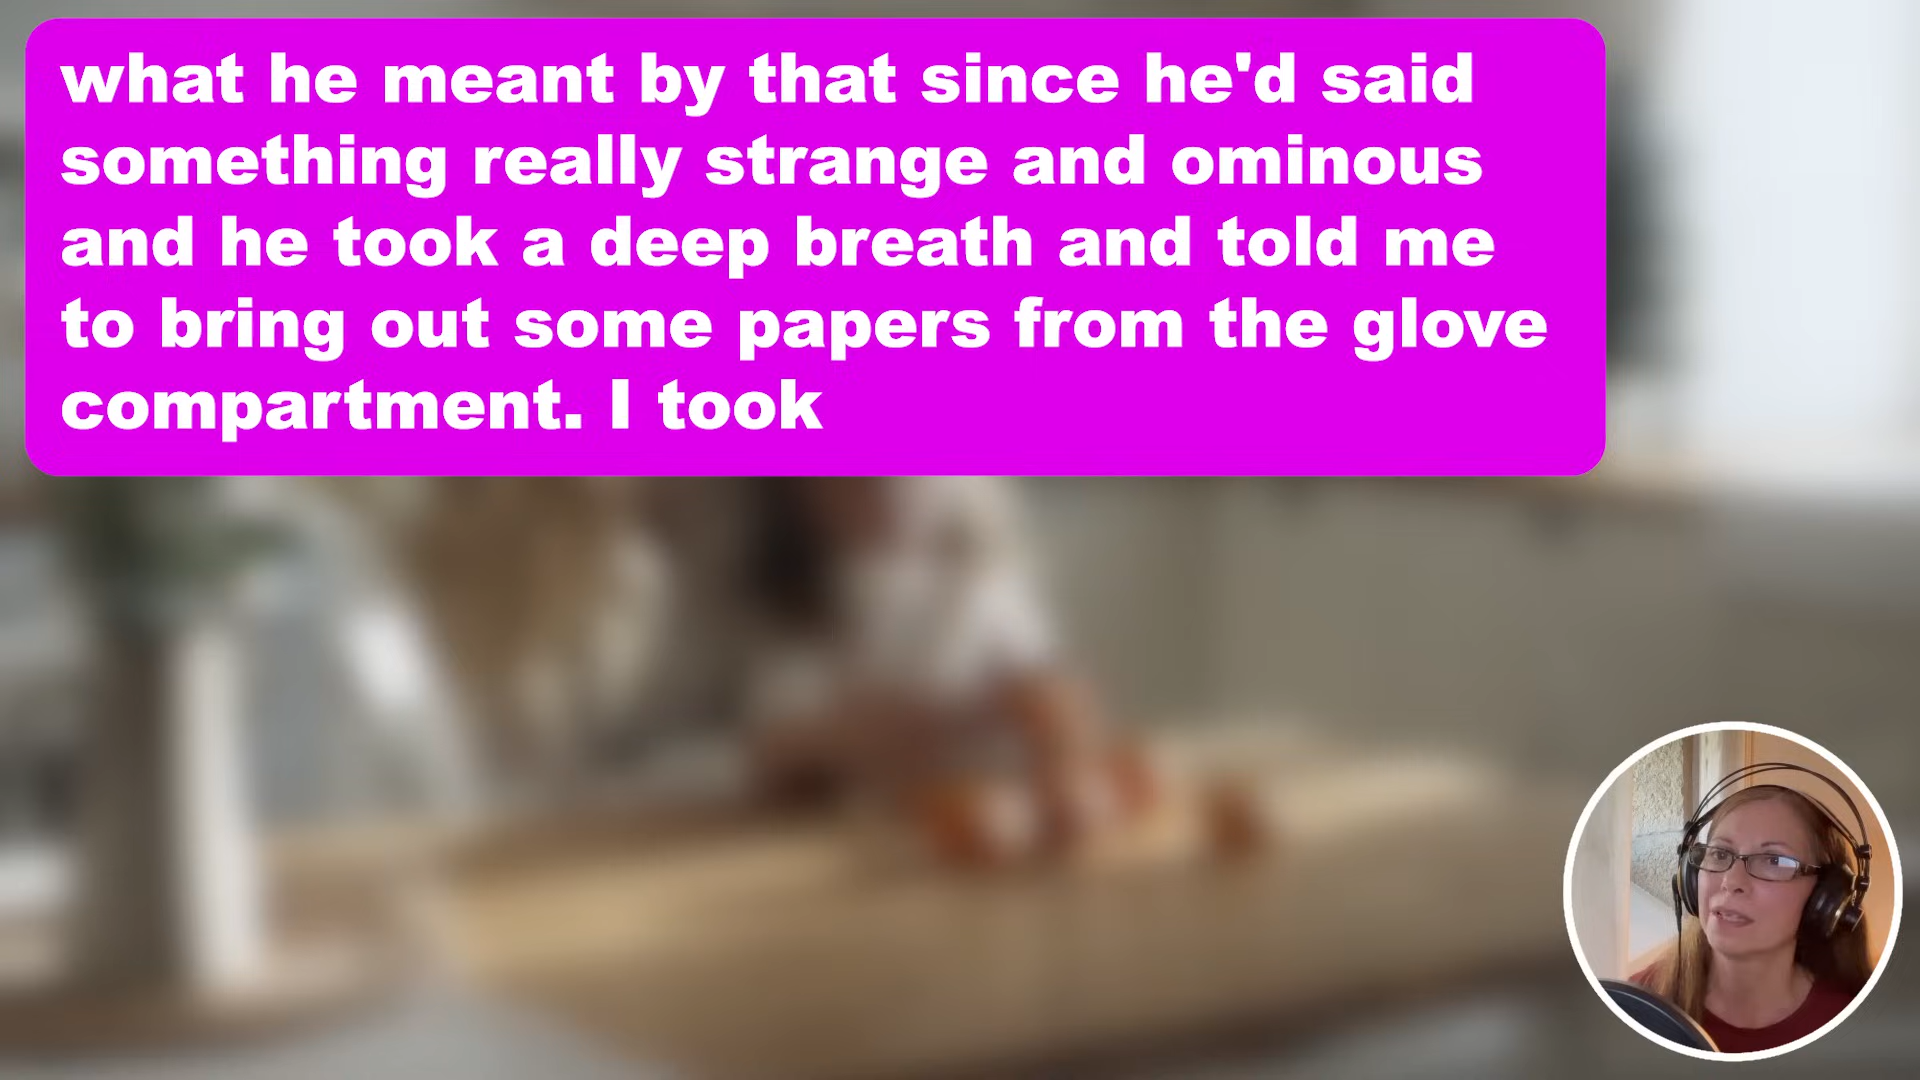 what he meant by that since he'd said
something really strange and ominous
and he took a deep breath and told me
to bring out some papers from the glove
compartment. I took